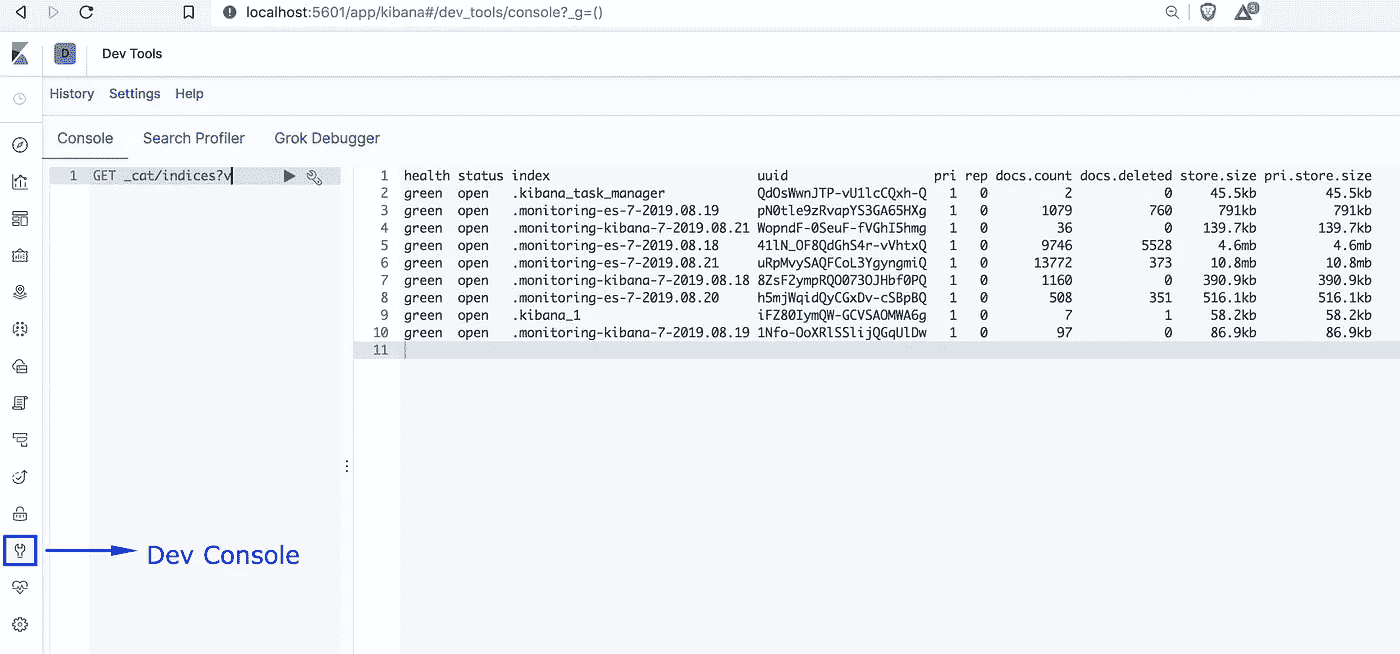 localhost:5601/app/kibana#/dev_tools/console?_g=()
3
D Dev Tools
History Settings Help
Console Search Profiler Grok Debugger
1 GET _cat/indices?v
1 health status index uuid pri rep docs.count docs.deleted store.size pri.store.size
2 green open .kibana_task_manager QdOsWwnJTP-vU1lcCQxh-Q 1 0 2 0 45.5kb 45.5kb
3 green open .monitoring-es-7-2019.08.19 pN0tle9zRvapYS3GA65HXg 1 0 1079 760 791kb 791kb
4 green open .monitoring-kibana-7-2019.08.21 WopndF-0SeuF-fVGhI5hmg 1 0 36 0 139.7kb 139.7kb
5 green open .monitoring-es-7-2019.08.18 41lN_OF8QdGhS4r-vVhtxQ 1 0 9746 5528 4.6mb 4.6mb
6 green open .monitoring-es-7-2019.08.21 uRpMvySAQFCoL3YgyngmiQ 1 0 13772 373 10.8mb 10.8mb
7 green open .monitoring-kibana-7-2019.08.18 8ZsF2ympRQO073OJHbf0PQ 1 0 1160 0 390.9kb 390.9kb
8 green open .monitoring-es-7-2019.08.20 h5mjWqidQyCGxDv-cSBpBQ 1 0 508 351 516.1kb 516.1kb
9 green open .kibana_1 iFZ80IymQW-GCVSAOMWA6g 1 0 7 1 58.2kb 58.2kb
10 green open .monitoring-kibana-7-2019.08.19 1Nfo-OoXRlSSlijQGqUlDw 1 0 97 0 86.9kb 86.9kb
11
Dev Console